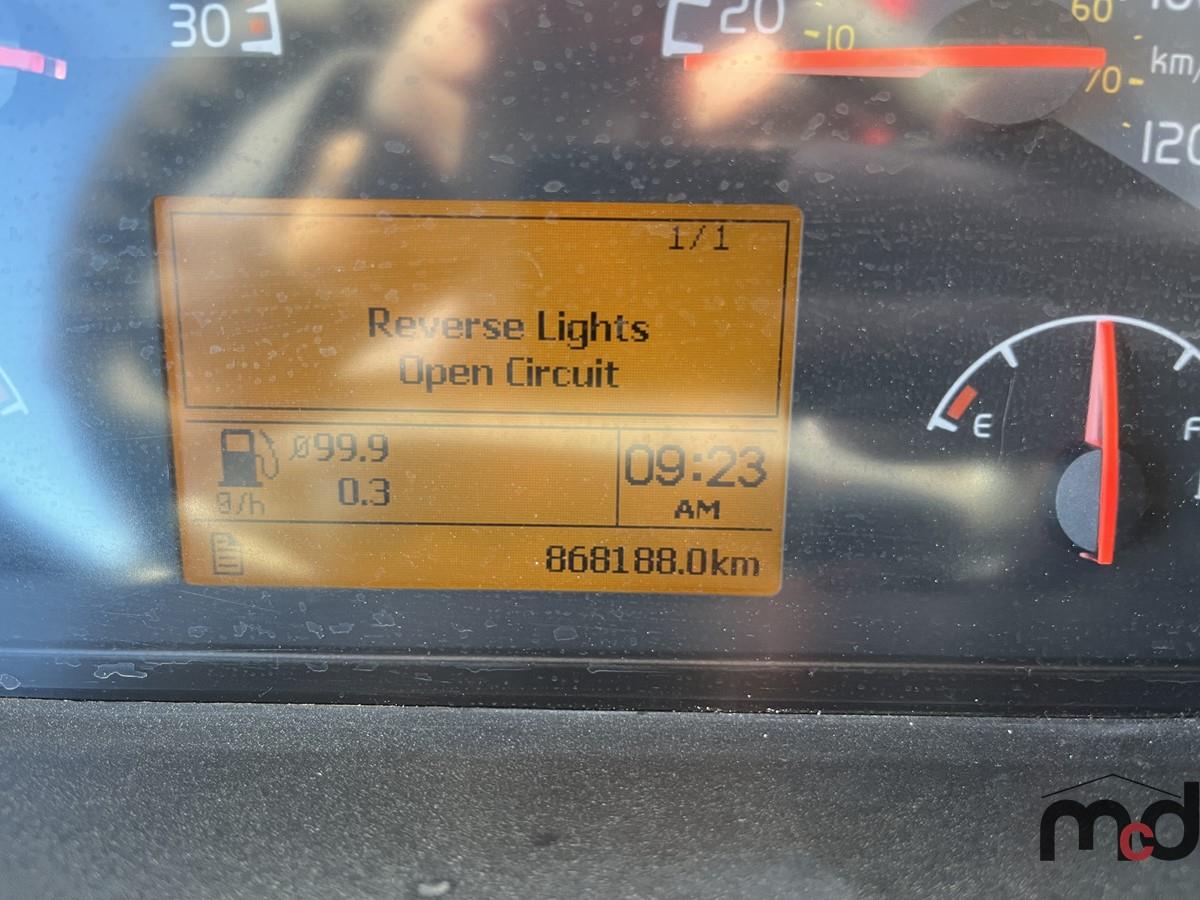 30
20
10
60
70
km/
120
1/1
Reverse Lights
Open Circuit
ø99.9
g/h 0.3
09:23
AM
868188.0km
E
F
mcd